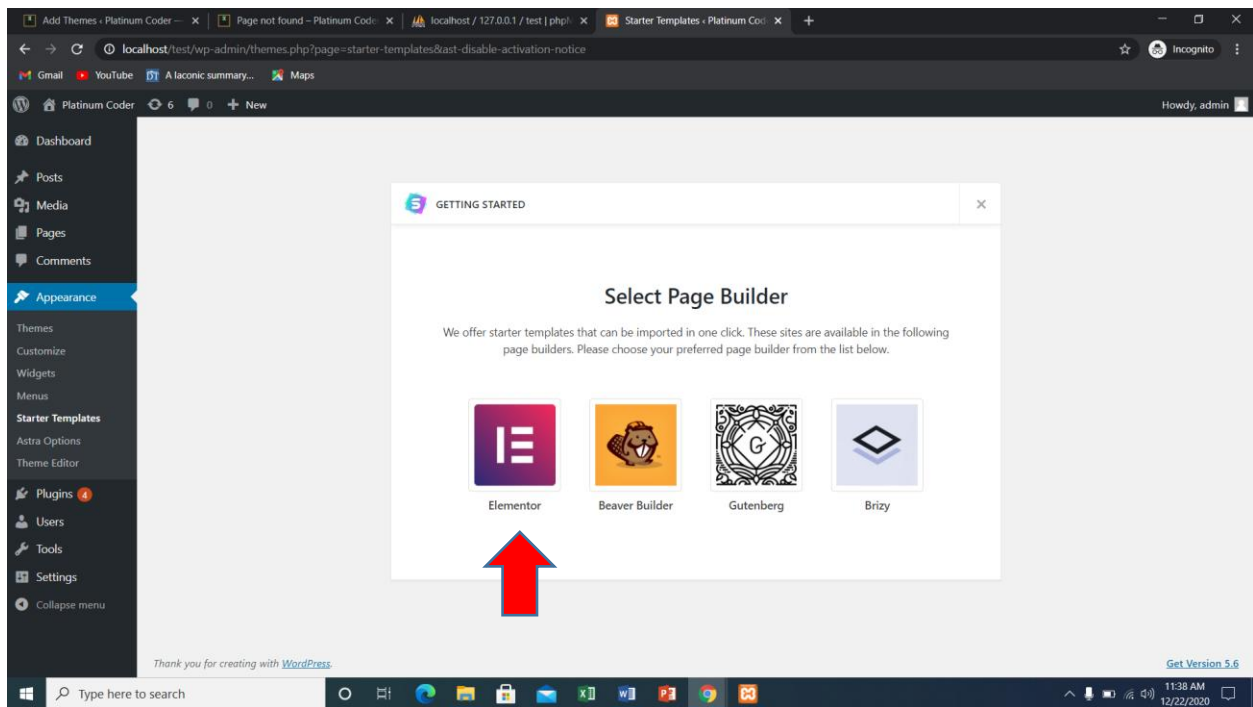 Add Themes ‹ Platinum Coder —
Page not found – Platinum Code
localhost / 127.0.0.1 / test | phpM
Starter Templates ‹ Platinum Cod
localhost/test/wp-admin/themes.php?page=starter-templates&ast-disable-activation-notice
Incognito
Gmail
YouTube
A laconic summary...
Maps
Platinum Coder
6
0
New
Howdy, admin
Dashboard
Posts
Media
Pages
Comments
Appearance
Themes
Customize
Widgets
Menus
Starter Templates
Astra Options
Theme Editor
Plugins 4
Users
Tools
Settings
Collapse menu
GETTING STARTED
Select Page Builder
We offer starter templates that can be imported in one click. These sites are available in the following
page builders. Please choose your preferred page builder from the list below.
G
Elementor
Beaver Builder
Gutenberg
Brizy
Thank you for creating with WordPress.
Get Version 5.6
Type here to search
11:38 AM
12/22/2020